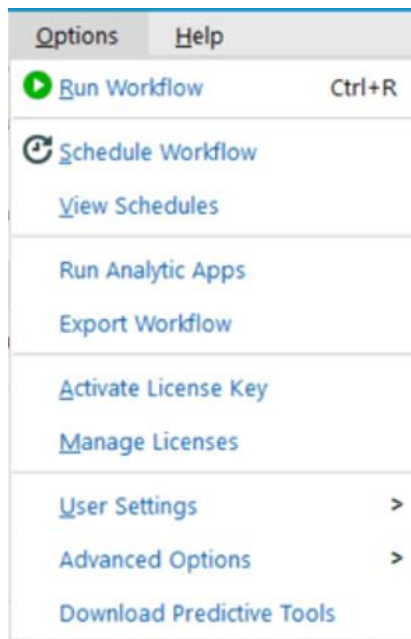 Options Help
Run Workflow Ctrl+R
Schedule Workflow
View Schedules
Run Analytic Apps
Export Workflow
Activate License Key
Manage Licenses
User Settings >
Advanced Options >
Download Predictive Tools